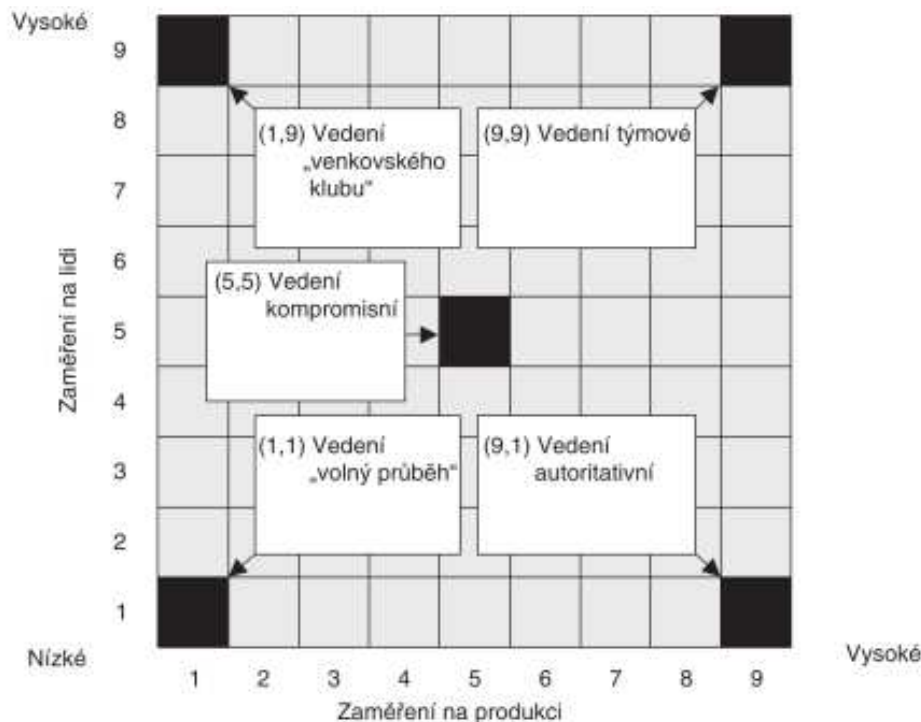 Vysoké
9
8
(1,9) Vedení
„venkovského
klubu“
(9,9) Vedení týmové
7
6
Zaměření na lidi
(5,5) Vedení
kompromisní
5
4
(1,1) Vedení
„volný průběh“
(9,1) Vedení
autoritativní
3
2
1
Nízké
Vysoké
1 2 3 4 5 6 7 8 9
Zaměření na produkci